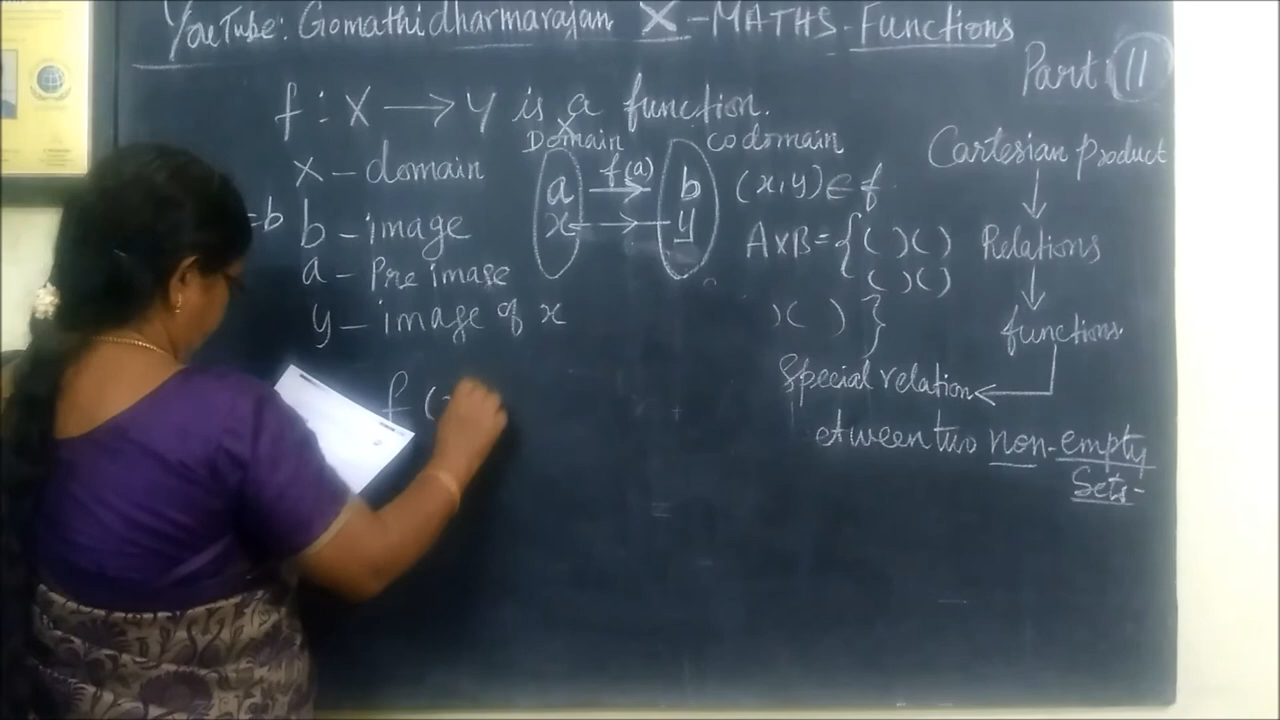 YouTube: Gomathidharmarajan X-MATHS-Functions
Part: 11
f : X → Y is a function.
X - domain
=b b - image
a - Pre image
y - image of x
f (
Domain
X
codomain
a f(a) → b
x → y
(x,y) ∈ f
A×B = { ( )( )
( )( )
)( ) }
Cartesian product
↓
Relations
↓
functions
Special relation ←
etween two non-empty
Sets-